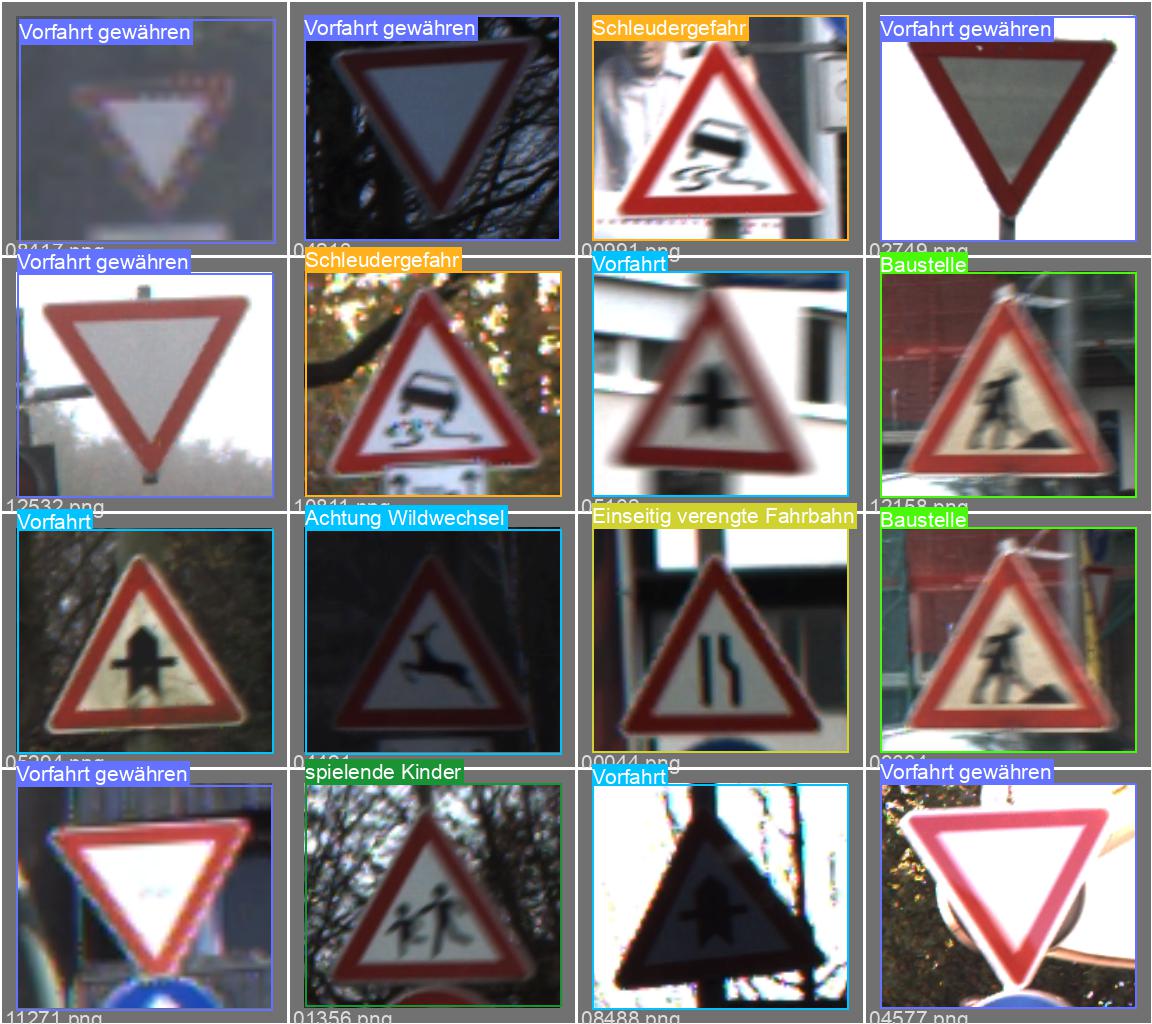 Vorfahrt gewähren
Vorfahrt gewähren
Schleudergefahr
Vorfahrt gewähren
02749.png
Vorfahrt gewähren
Schleudergefahr
Vorfahrt
Baustelle
12532.png
12158.png
Vorfahrt
Achtung Wildwechsel
Einseitig verengte Fahrbahn
Baustelle
Vorfahrt gewähren
spielende Kinder
Vorfahrt
Vorfahrt gewähren
11271.png
01356.png
08488.png
04577.png